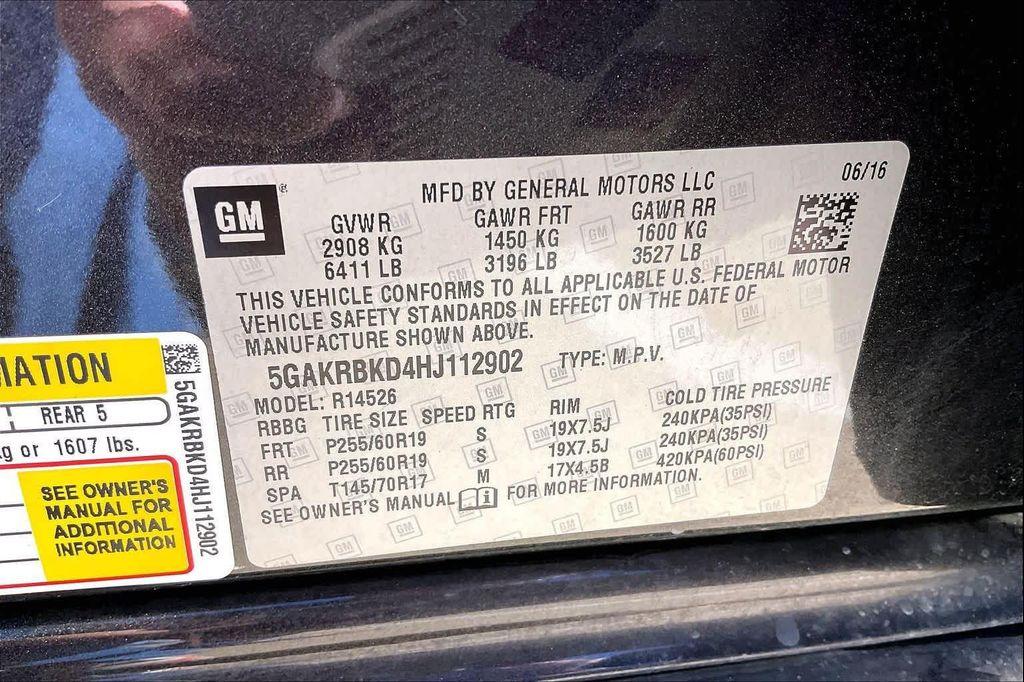 GM
®
MFD BY GENERAL MOTORS LLC
06/16
GVWR GAWR FRT GAWR RR
2908 KG 1450 KG 1600 KG
6411 LB 3196 LB 3527 LB
THIS VEHICLE CONFORMS TO ALL APPLICABLE U.S. FEDERAL MOTOR
VEHICLE SAFETY STANDARDS IN EFFECT ON THE DATE OF
MANUFACTURE SHOWN ABOVE.
5GAKRBKD4HJ112902 TYPE: M.P.V.
MODEL: R14526
RBBG TIRE SIZE SPEED RTG RIM COLD TIRE PRESSURE
FRT P255/60R19 S 19X7.5J 240KPA(35PSI)
RR P255/60R19 S 19X7.5J 240KPA(35PSI)
SPA T145/70R17 M 17X4.5B 420KPA(60PSI)
SEE OWNER'S MANUAL FOR MORE INFORMATION.
MATION
REAR 5
kg or 1607 lbs.
SEE OWNER'S
MANUAL FOR
ADDITIONAL
INFORMATION
5GAKRBKD4HJ112902